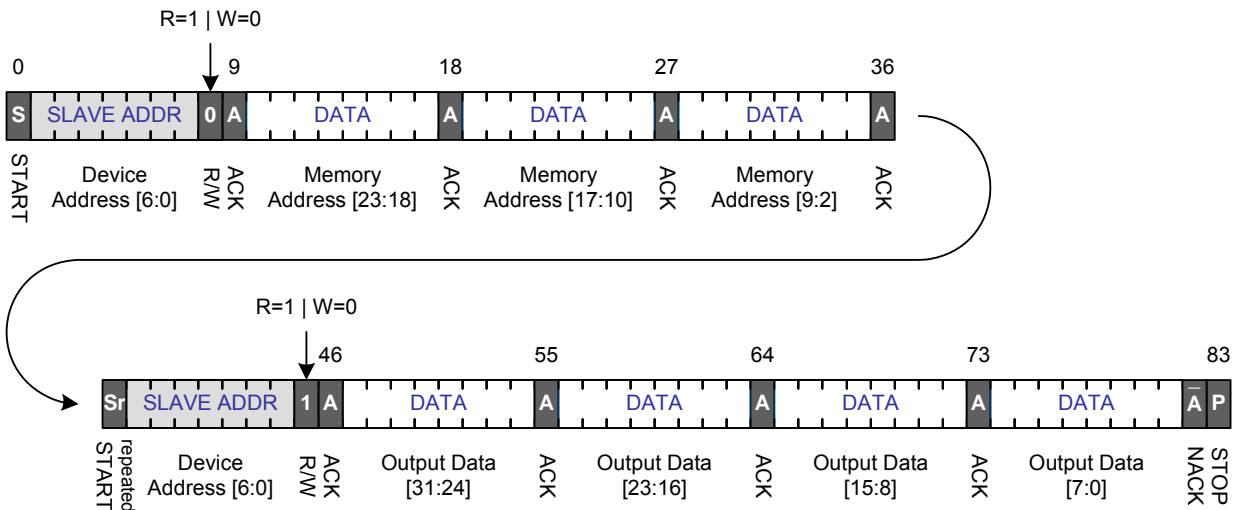 R=1 | W=0
0 9 18 27 36
S SLAVE ADDR 0 A DATA A DATA A DATA A
START Device R/W ACK Memory ACK Memory ACK Memory ACK
Address [6:0] Address [23:18] Address [17:10] Address [9:2]
R=1 | W=0
46 55 64 73 83
Sr SLAVE ADDR 1 A DATA A DATA A DATA A DATA A̅ P
repeated START Device R/W ACK Output Data ACK Output Data ACK Output Data ACK Output Data NACK STOP
Address [6:0] [31:24] [23:16] [15:8] [7:0]